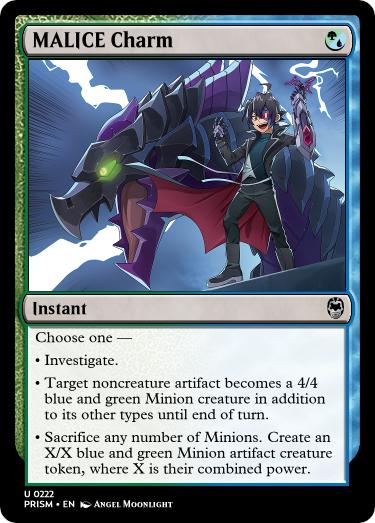 MALICE Charm
Instant
Choose one —
• Investigate.
• Target noncreature artifact becomes a 4/4
blue and green Minion creature in addition
to its other types until end of turn.
• Sacrifice any number of Minions. Create an
X/X blue and green Minion artifact creature
token, where X is their combined power.
U 0222
PRISM • EN Angel Moonlight